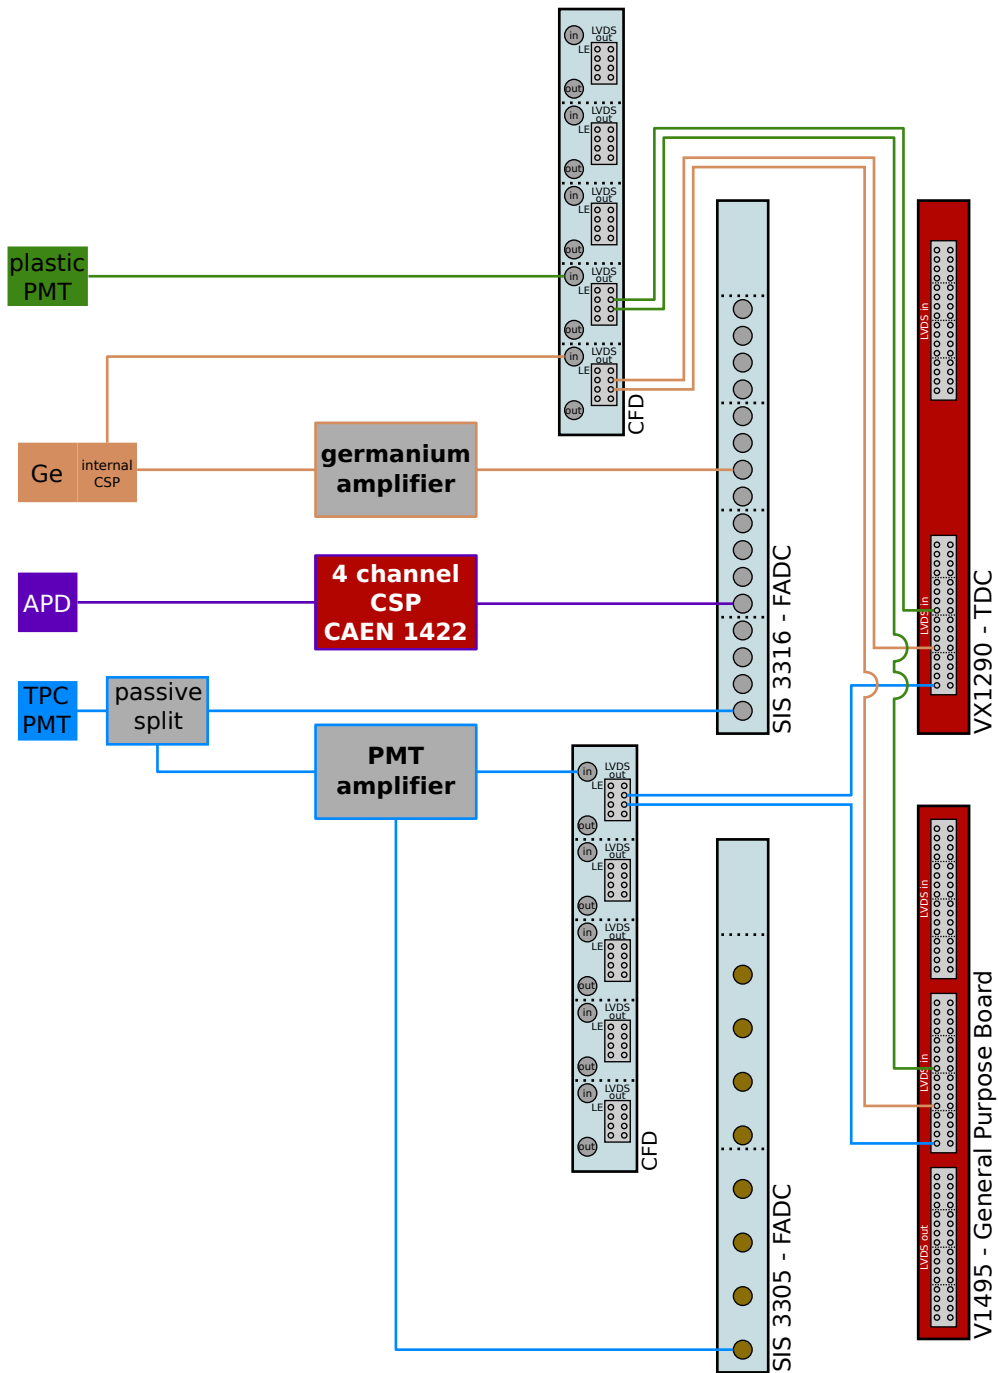 in
LVDS
out
LE
out
in
LVDS
out
LE
out
in
LVDS
out
LE
out
in
LVDS
out
LE
out
in
LVDS
out
LE
out
CFD
plastic
PMT
Ge
internal
CSP
germanium
amplifier
APD
4 channel
CSP
CAEN 1422
TPC
PMT
passive
split
PMT
amplifier
SIS 3316 - FADC
LVDS in
LVDS in
VX1290 - TDC
in
LVDS
out
LE
out
in
LVDS
out
LE
out
in
LVDS
out
LE
out
in
LVDS
out
LE
out
in
LVDS
out
LE
out
CFD
SIS 3305 - FADC
LVDS in
LVDS in
LVDS out
V1495 - General Purpose Board